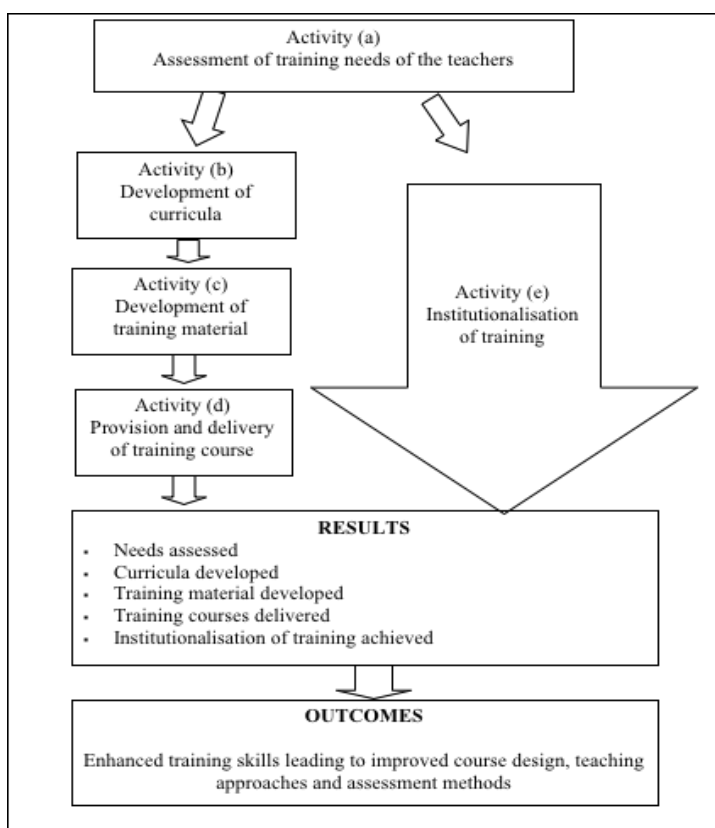 Activity (a)
Assessment of training needs of the teachers
Activity (b)
Development of
curricula
Activity (c)
Development of
training material
Activity (d)
Provision and delivery
of training course
Activity (e)
Institutionalisation
of training
RESULTS
▪ Needs assessed
▪ Curricula developed
▪ Training material developed
▪ Training courses delivered
▪ Institutionalisation of training achieved
OUTCOMES
Enhanced training skills leading to improved course design, teaching
approaches and assessment methods